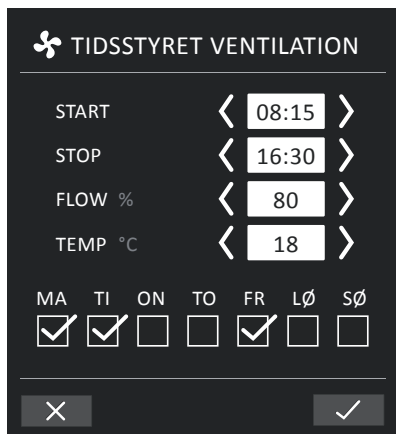 TIDSSTYRET VENTILATION
START 08:15
STOP 16:30
FLOW % 80
TEMP °C 18
MA TI ON TO FR LØ SØ